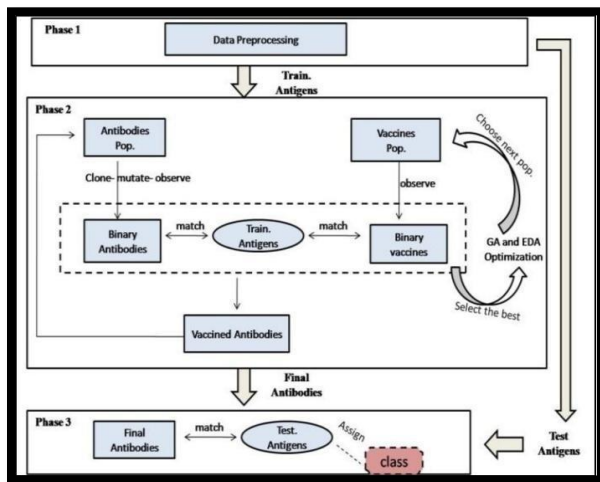 Phase 1
Data Preprocessing
Train.
Antigens
Phase 2
Antibodies
Pop.
Vaccines
Pop.
Choose next pop.
Clone- mutate- observe
observe
Binary
Antibodies
match
Train.
Antigens
match
Binary
vaccines
GA and EDA
Optimization
Select the best
Vaccined Antibodies
Final
Antibodies
Phase 3
Final
Antibodies
match
Test.
Antigens
Assign
class
Test
Antigens